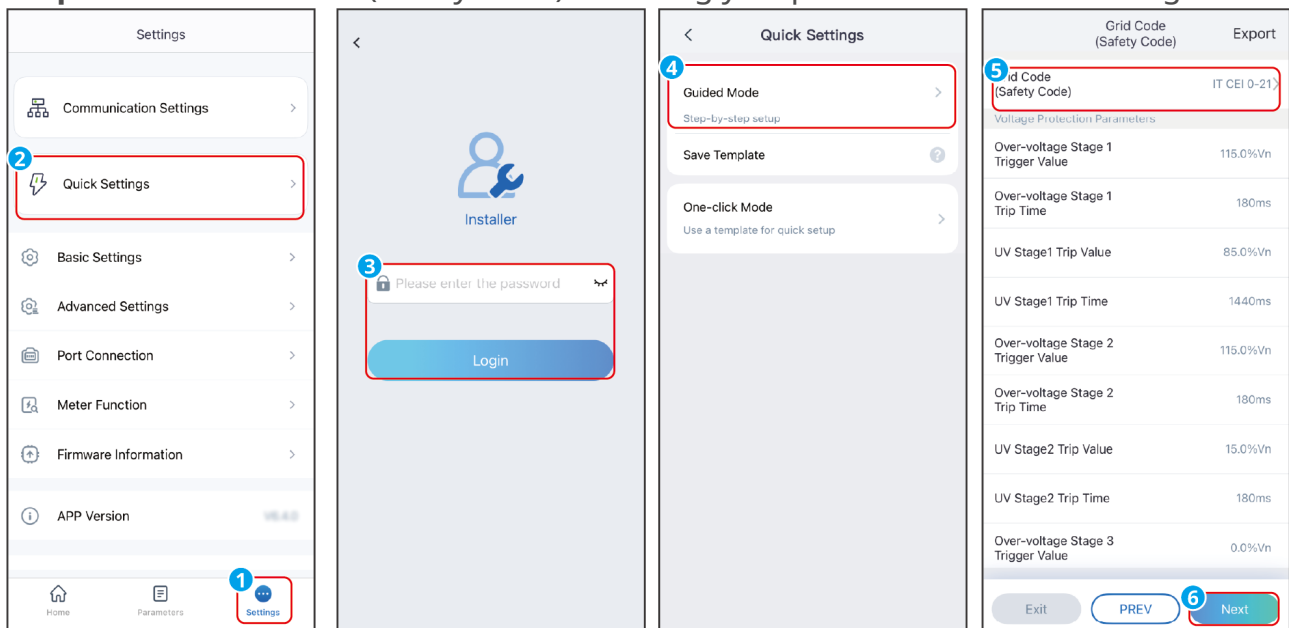 Settings
Communication Settings
2
Quick Settings
Basic Settings
Advanced Settings
Port Connection
Meter Function
Firmware Information
APP Version
1
Home
Parameters
Settings
Installer
3
Please enter the password
Login
Quick Settings
4
Guided Mode
Step-by-step setup
Save Template
?
One-click Mode
Use a template for quick setup
Grid Code
(Safety Code)
Export
5
Code
(Safety Code)
IT CEI 0-21
Voltage Protection Parameters
Over-voltage Stage 1
Trigger Value
115.0%Vn
Over-voltage Stage 1
Trip Time
180ms
UV Stage1 Trip Value
85.0%Vn
UV Stage1 Trip Time
1440ms
Over-voltage Stage 2
Trigger Value
115.0%Vn
Over-voltage Stage 2
Trip Time
180ms
UV Stage2 Trip Value
15.0%Vn
UV Stage2 Trip Time
180ms
Over-voltage Stage 3
Trigger Value
0.0%Vn
Exit
PREV
6
Next